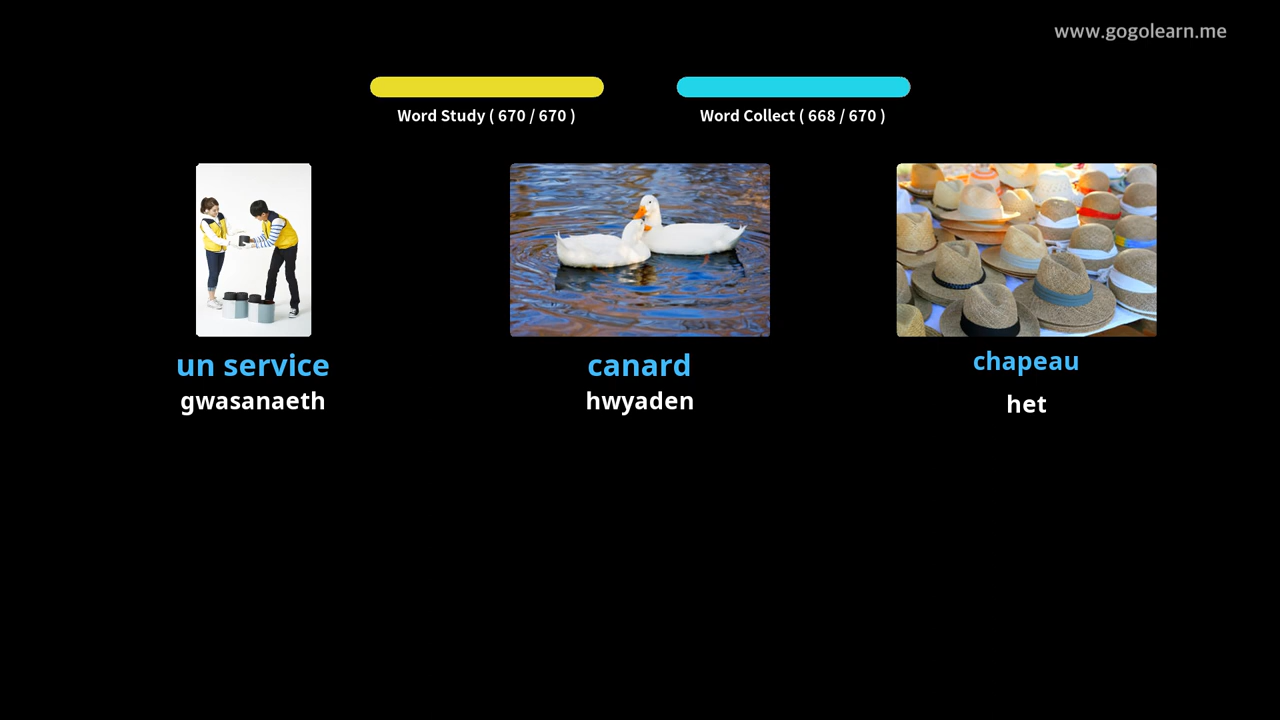 www.gogolearn.me
Word Study ( 670 / 670 )
Word Collect ( 668 / 670 )
un service
gwasanaeth
canard
hwyaden
chapeau
het